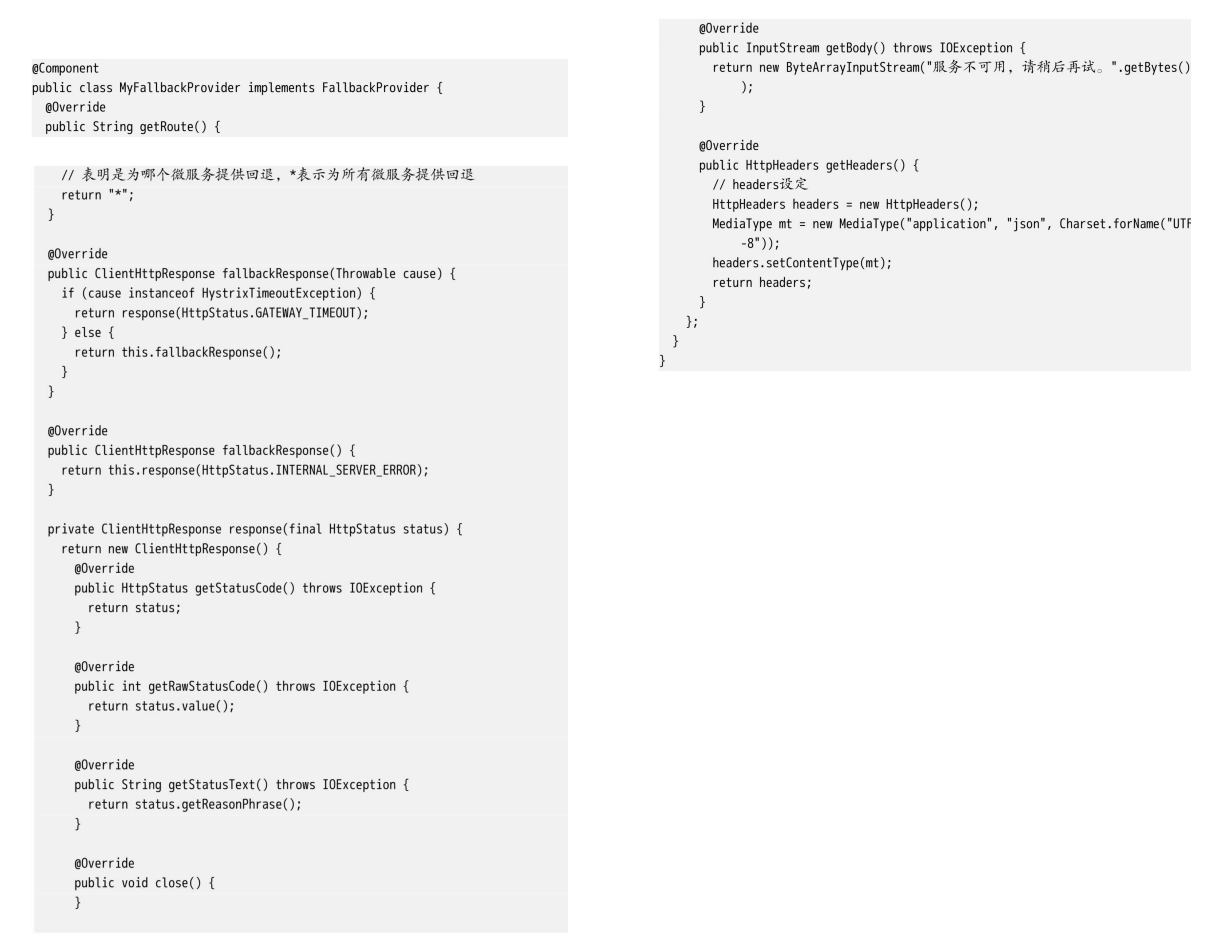 @Component
public class MyFallbackProvider implements FallbackProvider {
  @Override
  public String getRoute() {
    // 表明是为哪个微服务提供回退，*表示为所有微服务提供回退
    return "*";
  }

  @Override
  public ClientHttpResponse fallbackResponse(Throwable cause) {
    if (cause instanceof HystrixTimeoutException) {
      return response(HttpStatus.GATEWAY_TIMEOUT);
    } else {
      return this.fallbackResponse();
    }
  }

  @Override
  public ClientHttpResponse fallbackResponse() {
    return this.response(HttpStatus.INTERNAL_SERVER_ERROR);
  }

  private ClientHttpResponse response(final HttpStatus status) {
    return new ClientHttpResponse() {
      @Override
      public HttpStatus getStatusCode() throws IOException {
        return status;
      }

      @Override
      public int getRawStatusCode() throws IOException {
        return status.value();
      }

      @Override
      public String getStatusText() throws IOException {
        return status.getReasonPhrase();
      }

      @Override
      public void close() {
      }

      @Override
      public InputStream getBody() throws IOException {
        return new ByteArrayInputStream("服务不可用，请稍后再试。".getBytes()
            );
      }

      @Override
      public HttpHeaders getHeaders() {
        // headers设定
        HttpHeaders headers = new HttpHeaders();
        MediaType mt = new MediaType("application", "json", Charset.forName("UTF
            -8"));
        headers.setContentType(mt);
        return headers;
      }
    };
  }
}